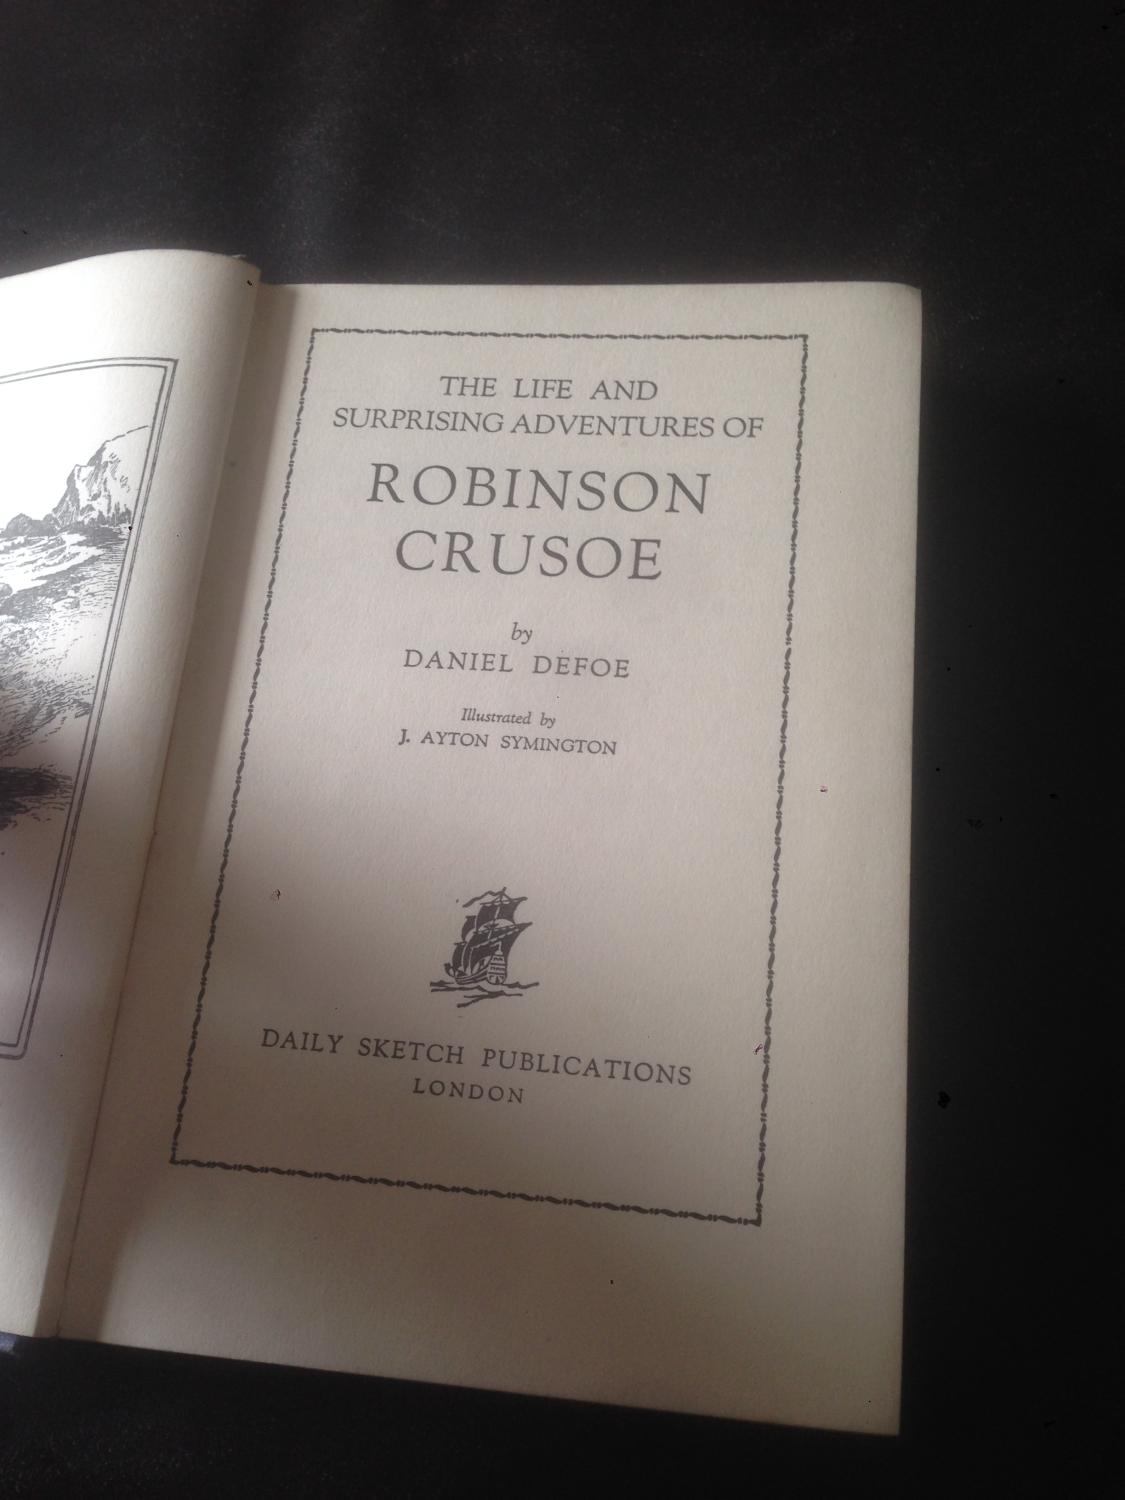 THE LIFE AND
SURPRISING ADVENTURES OF
ROBINSON
CRUSOE
by
DANIEL DEFOE
Illustrated by
J. AYTON SYMINGTON
DAILY SKETCH PUBLICATIONS
LONDON